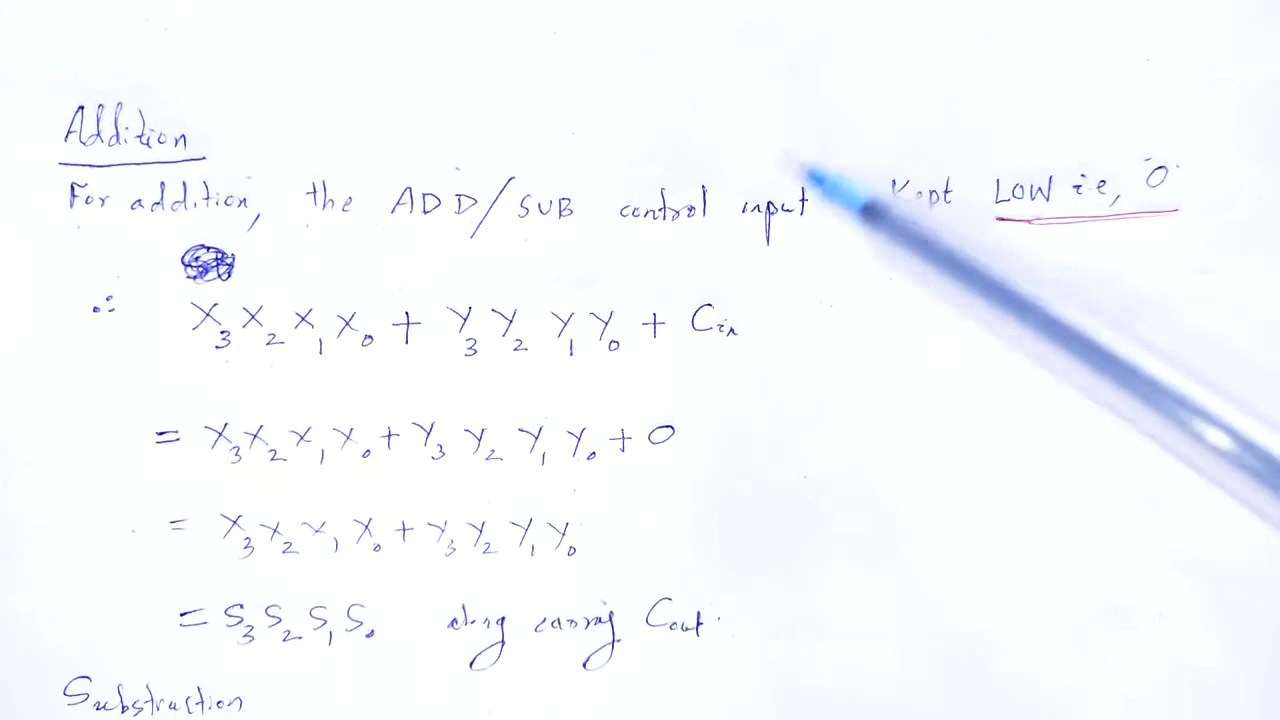 Addition
For addition, the ADD/SUB control input kept LOW i.e, 0
∴ X₃X₂X₁X₀ + Y₃Y₂Y₁Y₀ + Cin
= X₃X₂X₁X₀ + Y₃Y₂Y₁Y₀ + 0
= X₃X₂X₁X₀ + Y₃Y₂Y₁Y₀
= S₃S₂S₁S₀ along Cout.
Substraction